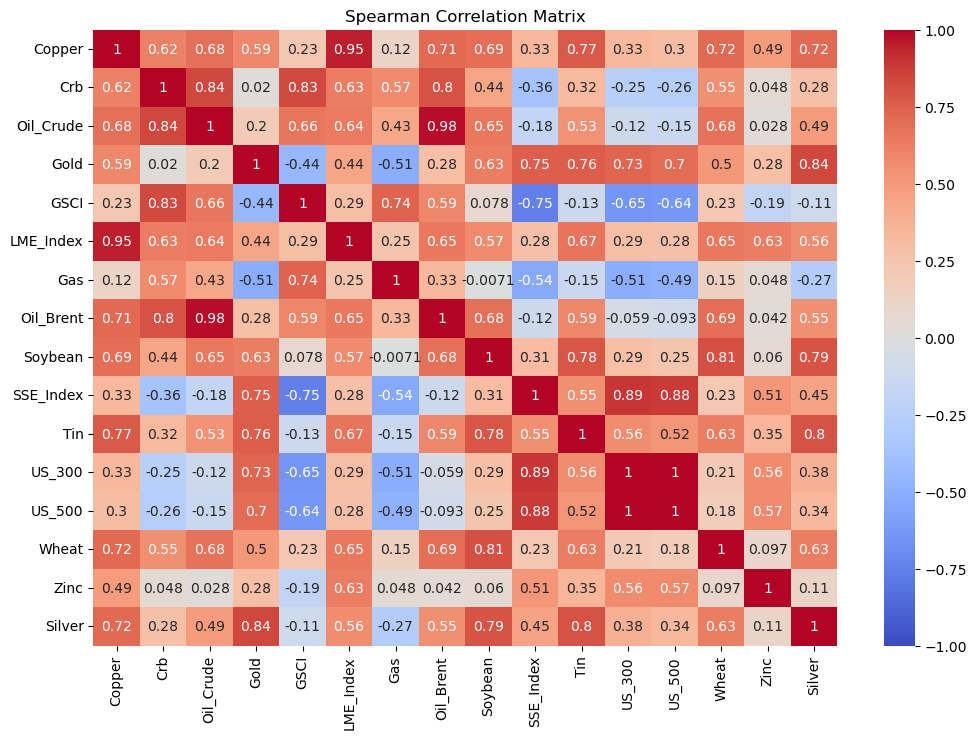 Spearman Correlation Matrix
Copper 1 0.62 0.68 0.59 0.23 0.95 0.12 0.71 0.69 0.33 0.77 0.33 0.3 0.72 0.49 0.72
Crb 0.62 1 0.84 0.02 0.83 0.63 0.57 0.8 0.44 -0.36 0.32 -0.25 -0.26 0.55 0.048 0.28
Oil_Crude 0.68 0.84 1 0.2 0.66 0.64 0.43 0.98 0.65 -0.18 0.53 -0.12 -0.15 0.68 0.028 0.49
Gold 0.59 0.02 0.2 1 -0.44 0.44 -0.51 0.28 0.63 0.75 0.76 0.73 0.7 0.5 0.28 0.84
GSCI 0.23 0.83 0.66 -0.44 1 0.29 0.74 0.59 0.078 -0.75 -0.13 -0.65 -0.64 0.23 -0.19 -0.11
LME_Index 0.95 0.63 0.64 0.44 0.29 1 0.25 0.65 0.57 0.28 0.67 0.29 0.28 0.65 0.63 0.56
Gas 0.12 0.57 0.43 -0.51 0.74 0.25 1 0.33 -0.0071 -0.54 -0.15 -0.51 -0.49 0.15 0.048 -0.27
Oil_Brent 0.71 0.8 0.98 0.28 0.59 0.65 0.33 1 0.68 -0.12 0.59 -0.059 -0.093 0.69 0.042 0.55
Soybean 0.69 0.44 0.65 0.63 0.078 0.57 -0.0071 0.68 1 0.31 0.78 0.29 0.25 0.81 0.06 0.79
SSE_Index 0.33 -0.36 -0.18 0.75 -0.75 0.28 -0.54 -0.12 0.31 1 0.55 0.89 0.88 0.23 0.51 0.45
Tin 0.77 0.32 0.53 0.76 -0.13 0.67 -0.15 0.59 0.78 0.55 1 0.56 0.52 0.63 0.35 0.8
US_300 0.33 -0.25 -0.12 0.73 -0.65 0.29 -0.51 -0.059 0.29 0.89 0.56 1 1 0.21 0.56 0.38
US_500 0.3 -0.26 -0.15 0.7 -0.64 0.28 -0.49 -0.093 0.25 0.88 0.52 1 1 0.18 0.57 0.34
Wheat 0.72 0.55 0.68 0.5 0.23 0.65 0.15 0.69 0.81 0.23 0.63 0.21 0.18 1 0.097 0.63
Zinc 0.49 0.048 0.028 0.28 -0.19 0.63 0.048 0.042 0.06 0.51 0.35 0.56 0.57 0.097 1 0.11
Silver 0.72 0.28 0.49 0.84 -0.11 0.56 -0.27 0.55 0.79 0.45 0.8 0.38 0.34 0.63 0.11 1
Copper Crb Oil_Crude Gold GSCI LME_Index Gas Oil_Brent Soybean SSE_Index Tin US_300 US_500 Wheat Zinc Silver
1.00
0.75
0.50
0.25
0.00
−0.25
−0.50
−0.75
−1.00